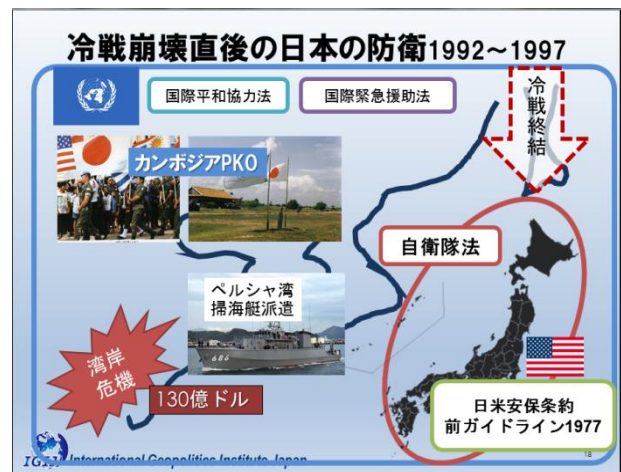 冷戦崩壊直後の日本の防衛1992～1997
国際平和協力法
国際緊急援助法
冷戦終結
カンボジアPKO
自衛隊法
ペルシャ湾
掃海艇派遣
686
湾岸
危機
130億ドル
日米安保条約
前ガイドライン1977
IGIJ International Geopolitics Institute Japan
18